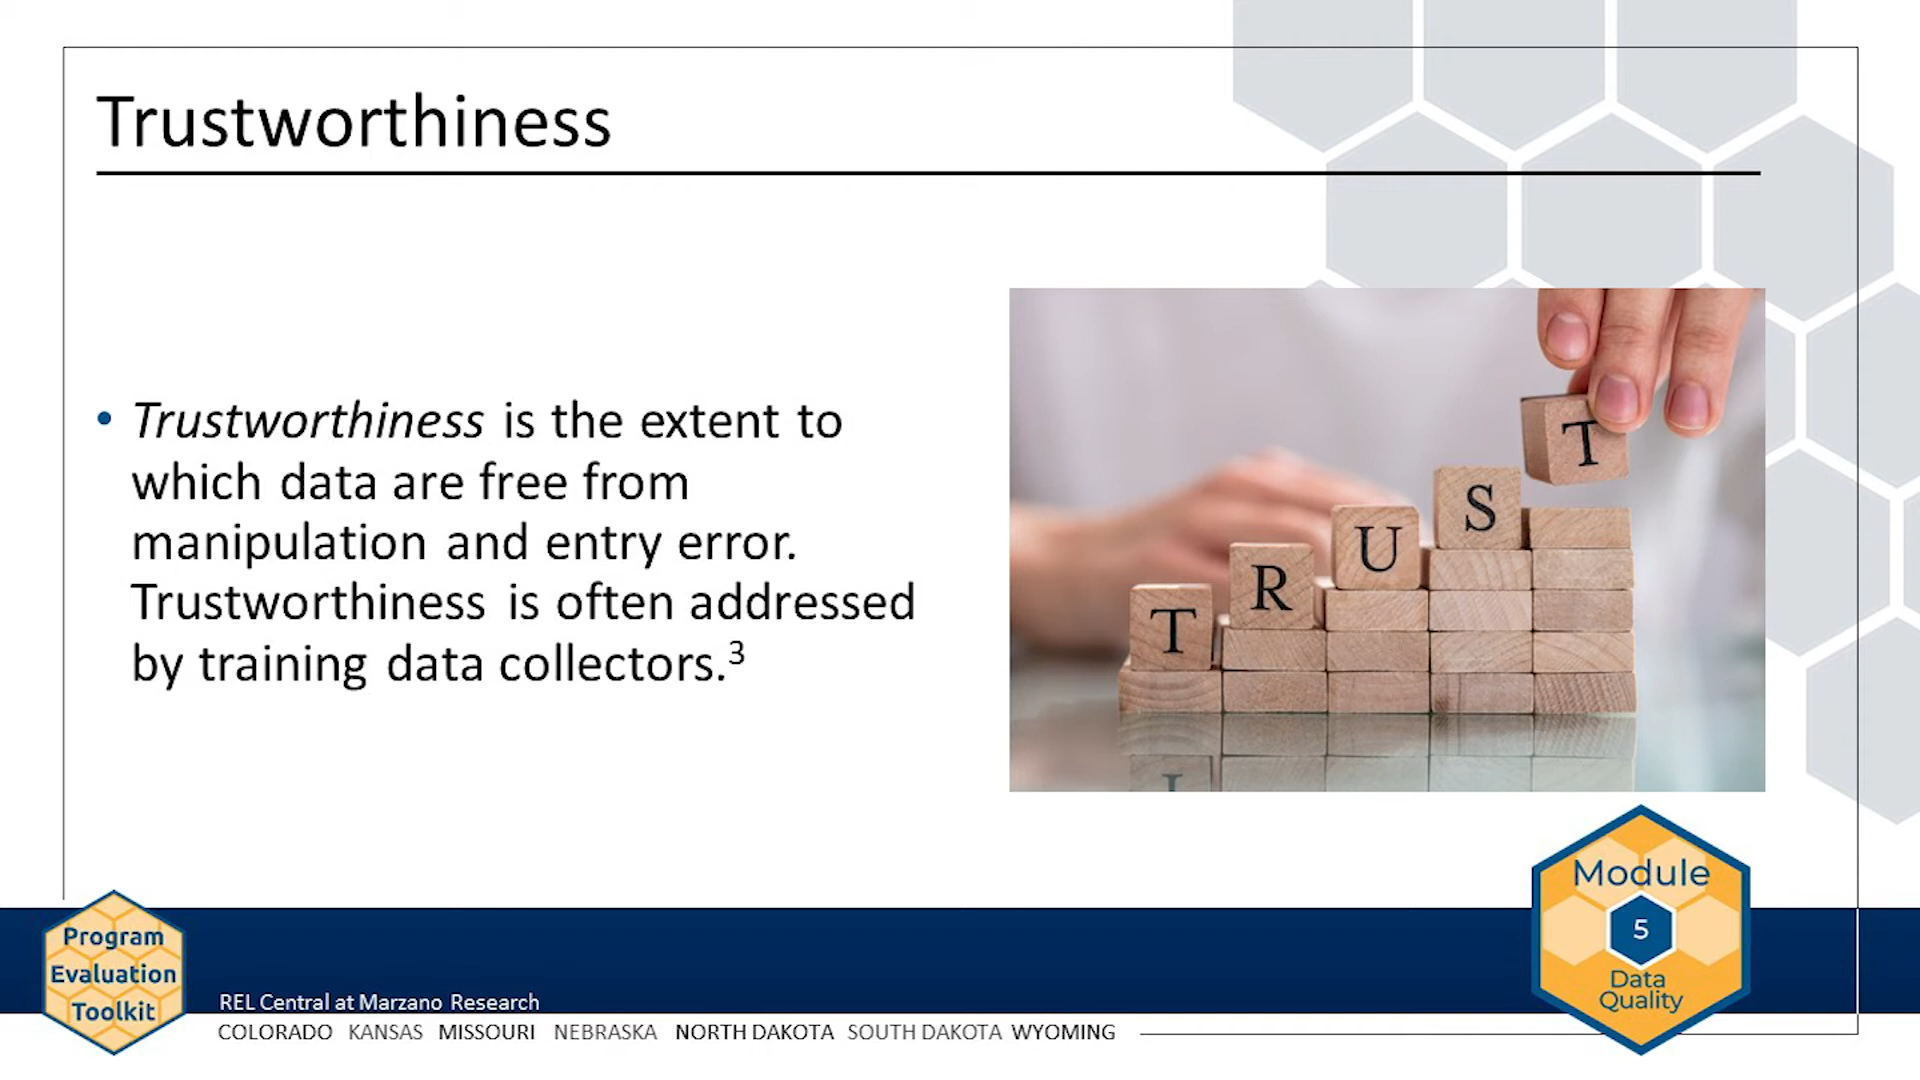 Trustworthiness
• Trustworthiness is the extent to
which data are free from
manipulation and entry error.
Trustworthiness is often addressed
by training data collectors.³
T
R
U
S
T
Module
5
Data
Quality
Program
Evaluation
Toolkit
REL Central at Marzano Research
COLORADO KANSAS MISSOURI NEBRASKA NORTH DAKOTA SOUTH DAKOTA WYOMING